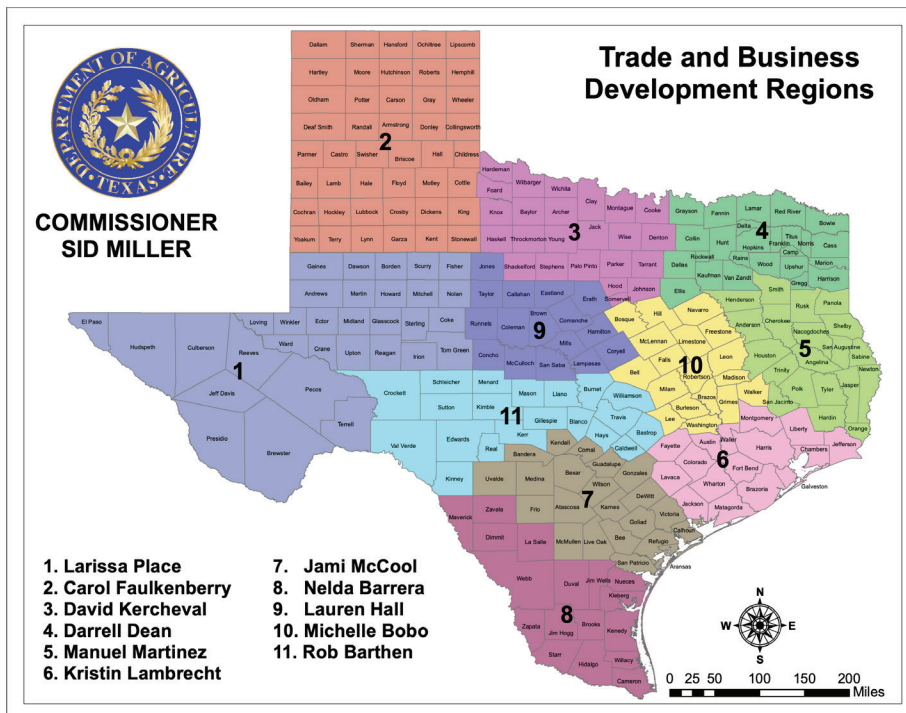 Trade and Business
Development Regions
DEPARTMENT OF AGRICULTURE
TEXAS
COMMISSIONER
SID MILLER
Dallam Sherman Hansford Ochiltree Lipscomb
Hartley Moore Hutchinson Roberts Hemphill
Oldham Potter Carson Gray Wheeler
Deaf Smith Randall Armstrong Donley Collingsworth
2
Parmer Castro Swisher Briscoe Hall Childress
Bailey Lamb Hale Floyd Motley Cottle
Cochran Hockley Lubbock Crosby Dickens King
Yoakum Terry Lynn Garza Kent Stonewall
Hardeman
Foard Wilbarger Wichita Clay Montague Cooke
Knox Baylor Archer Jack
3
Haskell Throckmorton Young Wise Denton
Shackelford Stephens Palo Pinto Parker Tarrant
Hood Johnson
Somervell
Grayson Fannin Lamar Red River Bowie
Collin Hunt Delta Hopkins Franklin Titus Morris Cass
4
Camp
Rockwall Rains Wood Upshur Marion
Dallas Kaufman Van Zandt Gregg Harrison
Ellis
Gaines Dawson Borden Scurry Fisher
Andrews Martin Howard Mitchell Nolan
El Paso Loving Winkler Ector Midland Glasscock Sterling Coke
Hudspeth Culberson Reeves Ward Crane Upton Reagan Irion Tom Green
1
Jeff Davis Pecos
Presidio Brewster Terrell
Jones
Taylor Callahan Eastland Erath
Runnels Coleman Brown Comanche Hamilton
9
Mills
Concho McCulloch San Saba Lampasas Coryell
Bosque Hill Navarro
McLennan Limestone Freestone
Falls Leon
10
Bell Robertson Madison
Milam Brazos Walker
Burleson Grimes
Lee Washington
Henderson Smith Rusk Panola
Anderson Cherokee Nacogdoches Shelby
5
San Augustine
Houston Angelina Sabine
Trinity Newton
Polk Tyler Jasper
San Jacinto Hardin
Orange
Crockett Schleicher Menard Mason Llano Burnet Williamson
Sutton Kimble Gillespie Blanco Travis
11
Val Verde Edwards Real Kerr Hays Bastrop
Caldwell
Kinney
Montgomery Liberty
Fayette Austin Waller Harris Chambers Jefferson
6
Colorado
Lavaca Fort Bend
Wharton Brazoria Galveston
Jackson Matagorda
Bandera Kendall Comal
Uvalde Medina Bexar Guadalupe Gonzales
Wilson
7
DeWitt
Frio Atascosa Karnes
Goliad Victoria
Calhoun
McMullen Live Oak Bee Refugio
San Patricio Aransas
Maverick Zavala
Dimmit La Salle
Webb Duval Jim Wells Nueces
Kleberg
8
Zapata Jim Hogg Brooks Kenedy
Starr Hidalgo Willacy
Cameron
1. Larissa Place
2. Carol Faulkenberry
3. David Kercheval
4. Darrell Dean
5. Manuel Martinez
6. Kristin Lambrecht
7. Jami McCool
8. Nelda Barrera
9. Lauren Hall
10. Michelle Bobo
11. Rob Barthen
N
W E
S
0 25 50 100 150 200
Miles